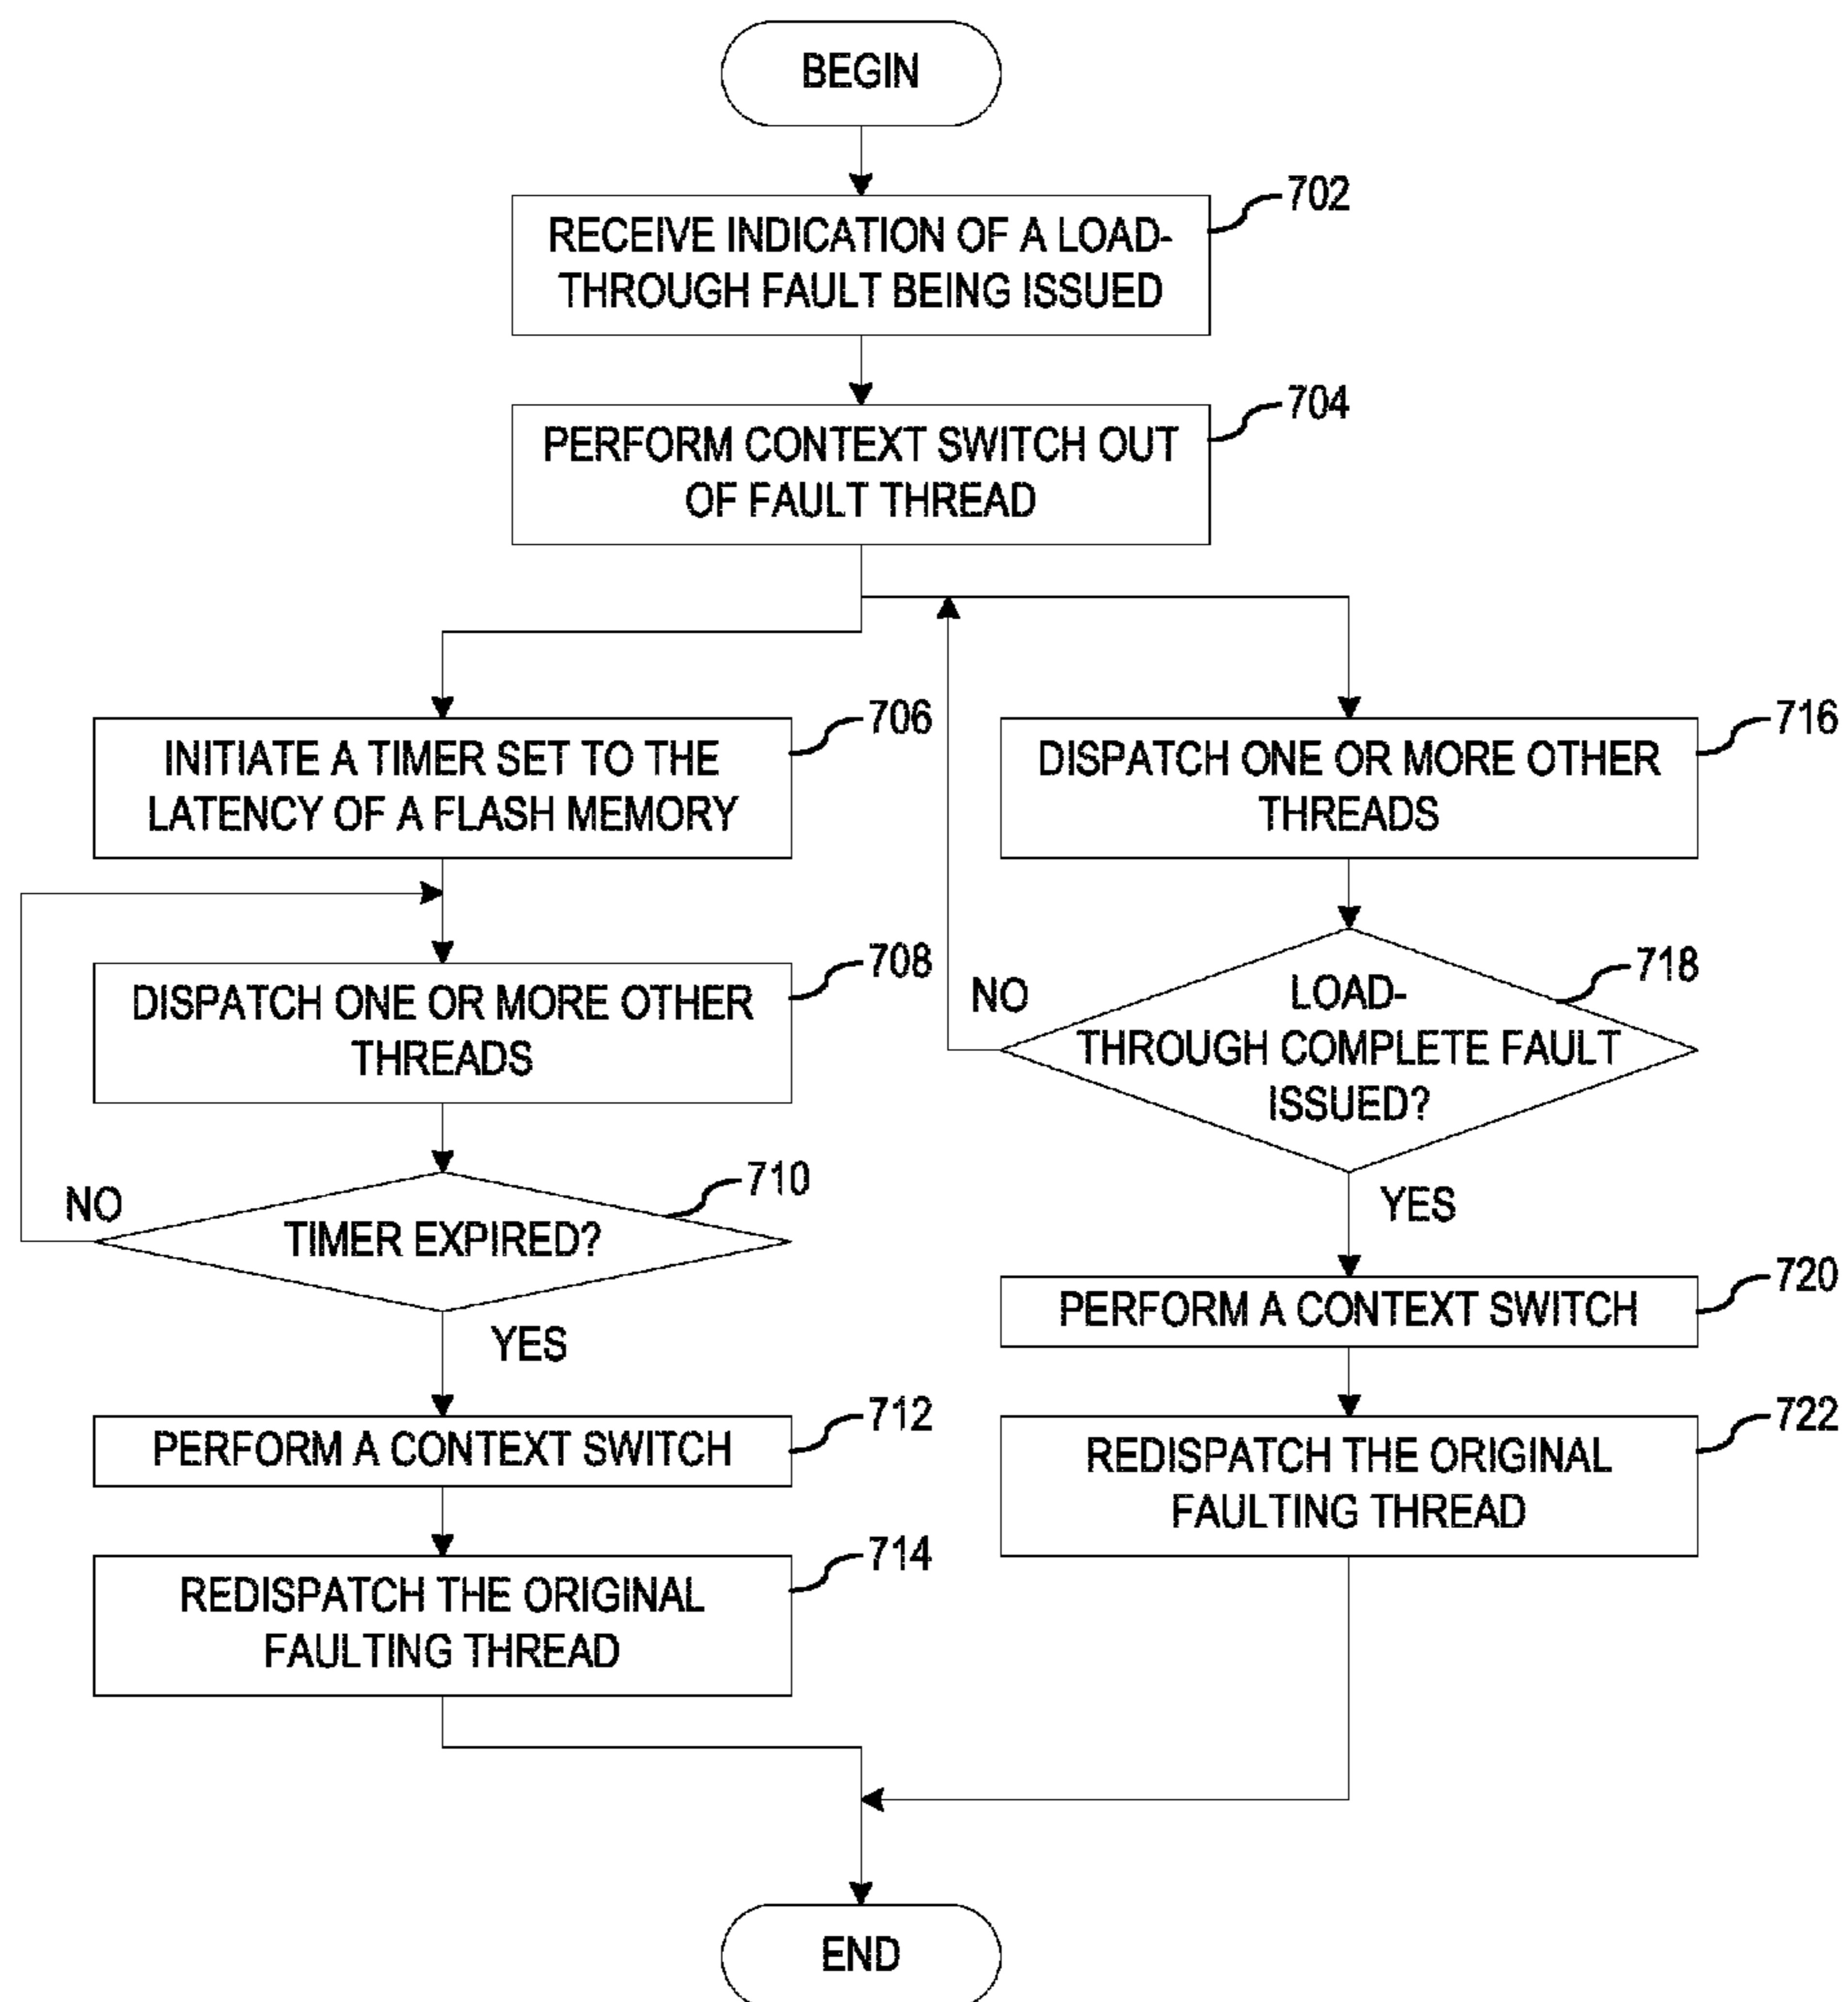 BEGIN
702
RECEIVE INDICATION OF A LOAD-
THROUGH FAULT BEING ISSUED
704
PERFORM CONTEXT SWITCH OUT
OF FAULT THREAD
706
INITIATE A TIMER SET TO THE
LATENCY OF A FLASH MEMORY
708
DISPATCH ONE OR MORE OTHER
THREADS
710
NO
TIMER EXPIRED?
YES
712
PERFORM A CONTEXT SWITCH
714
REDISPATCH THE ORIGINAL
FAULTING THREAD
716
DISPATCH ONE OR MORE OTHER
THREADS
718
NO
LOAD-
THROUGH COMPLETE FAULT
ISSUED?
YES
720
PERFORM A CONTEXT SWITCH
722
REDISPATCH THE ORIGINAL
FAULTING THREAD
END